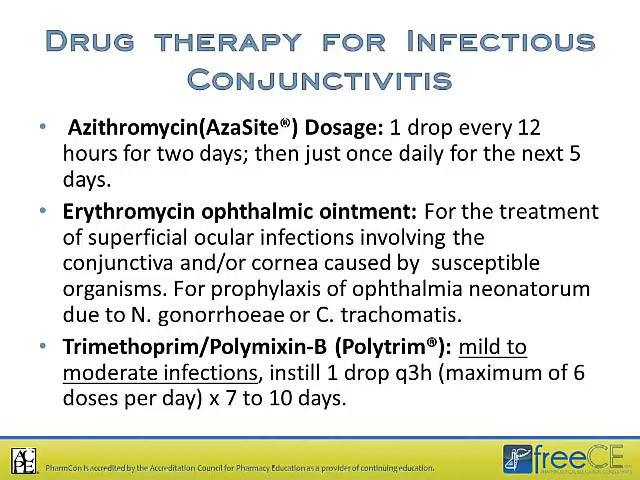 Drug therapy for Infectious
Conjunctivitis
• Azithromycin(AzaSite®) Dosage: 1 drop every 12
hours for two days; then just once daily for the next 5
days.
• Erythromycin ophthalmic ointment: For the treatment
of superficial ocular infections involving the
conjunctiva and/or cornea caused by susceptible
organisms. For prophylaxis of ophthalmia neonatorum
due to N. gonorrhoeae or C. trachomatis.
• Trimethoprim/Polymixin-B (Polytrim®): mild to
moderate infections, instill 1 drop q3h (maximum of 6
doses per day) x 7 to 10 days.
PharmCon is accredited by the Accreditation Council for Pharmacy Education as a provider of continuing education.
freeCE